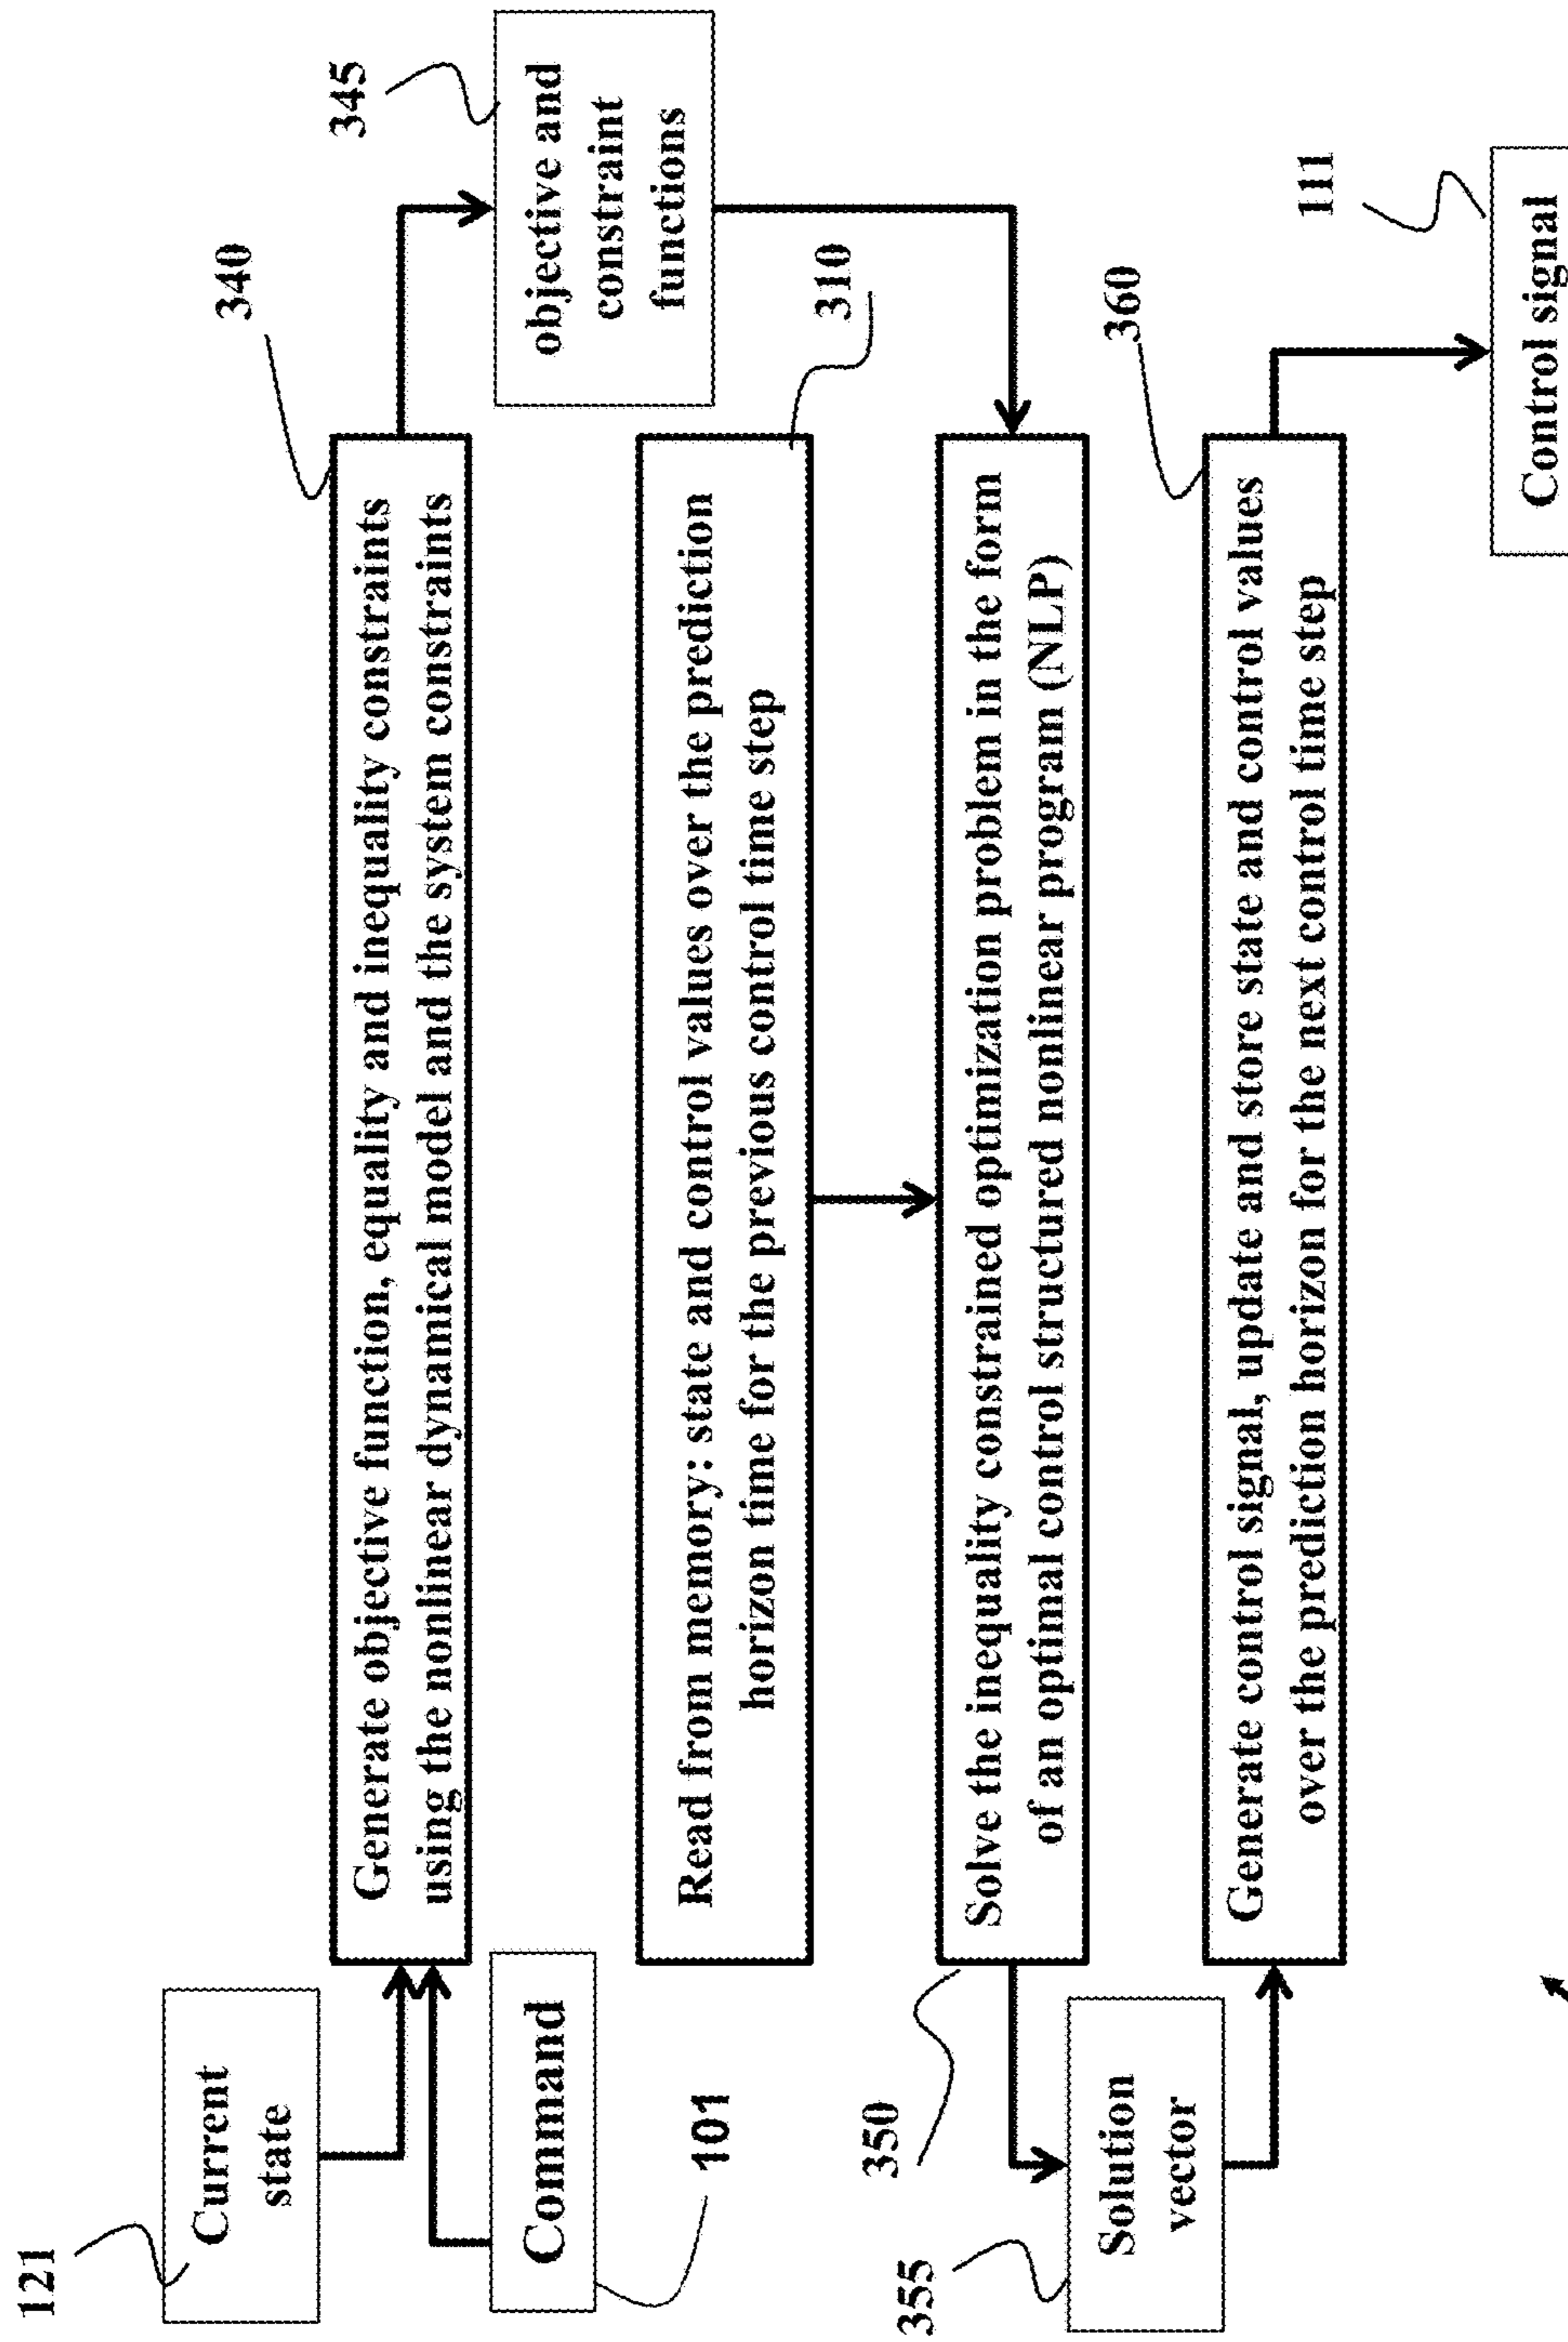 121
Current
state
340
Generate objective function, equality and inequality constraints
using the nonlinear dynamical model and the system constraints
345
objective and
constraint
functions
Command
101
310
Read from memory: state and control values over the prediction
horizon time for the previous control time step
350
Solve the inequality constrained optimization problem in the form
of an optimal control structured nonlinear program (NLP)
355
Solution
vector
360
Generate control signal, update and store state and control values
over the prediction horizon for the next control time step
111
Control signal